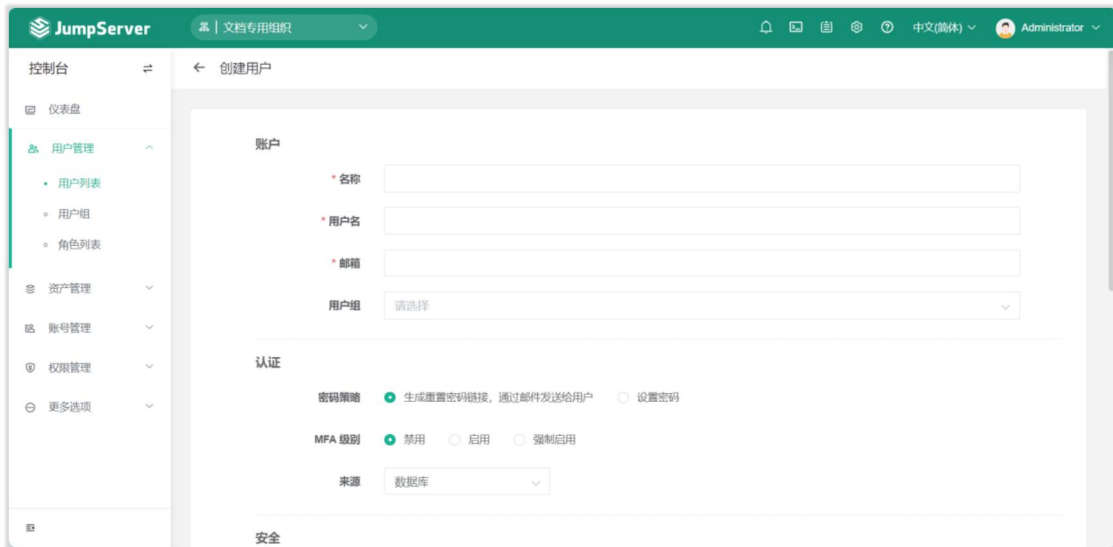 JumpServer 文档专用组织 中文(简体) Administrator
控制台 创建用户
仪表盘
用户管理
用户列表
用户组
角色列表
资产管理
账号管理
权限管理
更多选项
账户
* 名称
* 用户名
* 邮箱
用户组 请选择
认证
密码策略 生成重置密码链接，通过邮件发送给用户 设置密码
MFA 级别 禁用 启用 强制启用
来源 数据库
安全